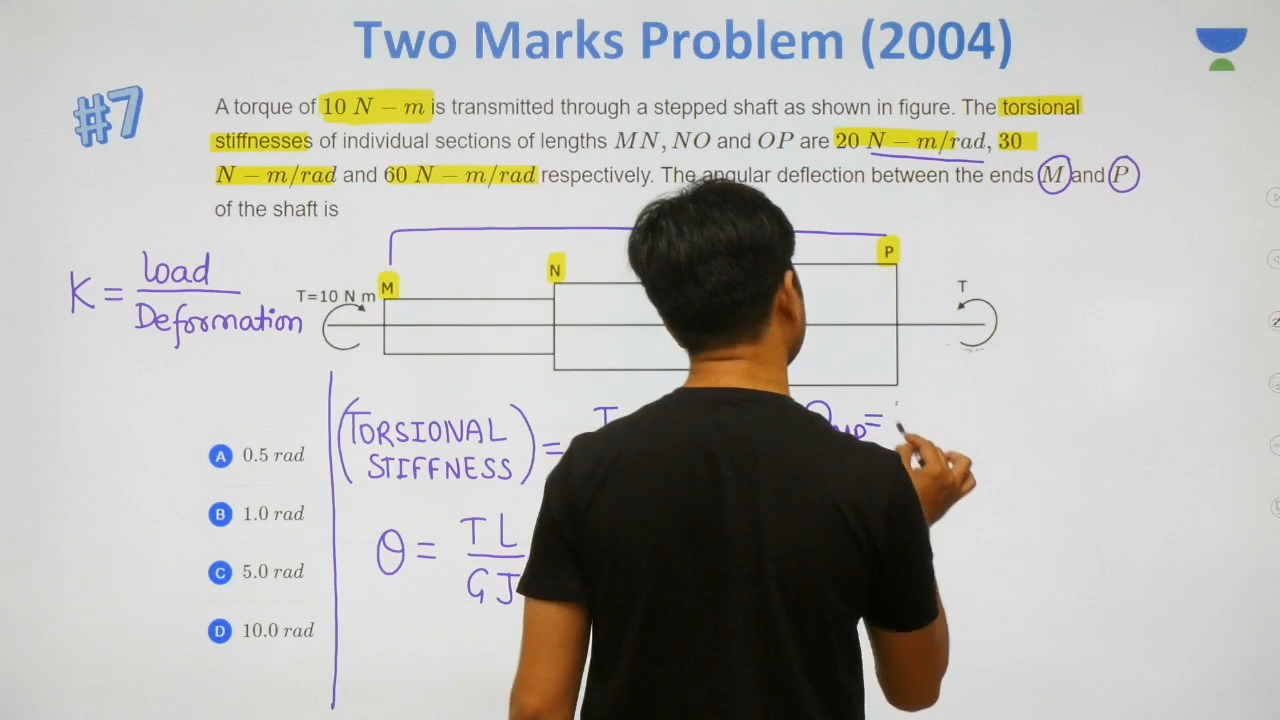 Two Marks Problem (2004)
#7
A torque of 10 N − m is transmitted through a stepped shaft as shown in figure. The torsional
stiffnesses of individual sections of lengths MN, NO and OP are 20 N − m/rad, 30
N − m/rad and 60 N − m/rad respectively. The angular deflection between the ends M and P
of the shaft is
K = load
Deformation
M
N
P
T=10 N m
T
A 0.5 rad
B 1.0 rad
C 5.0 rad
D 10.0 rad
(TORSIONAL
STIFFNESS) = T
θ = TL
GJ
θMP =